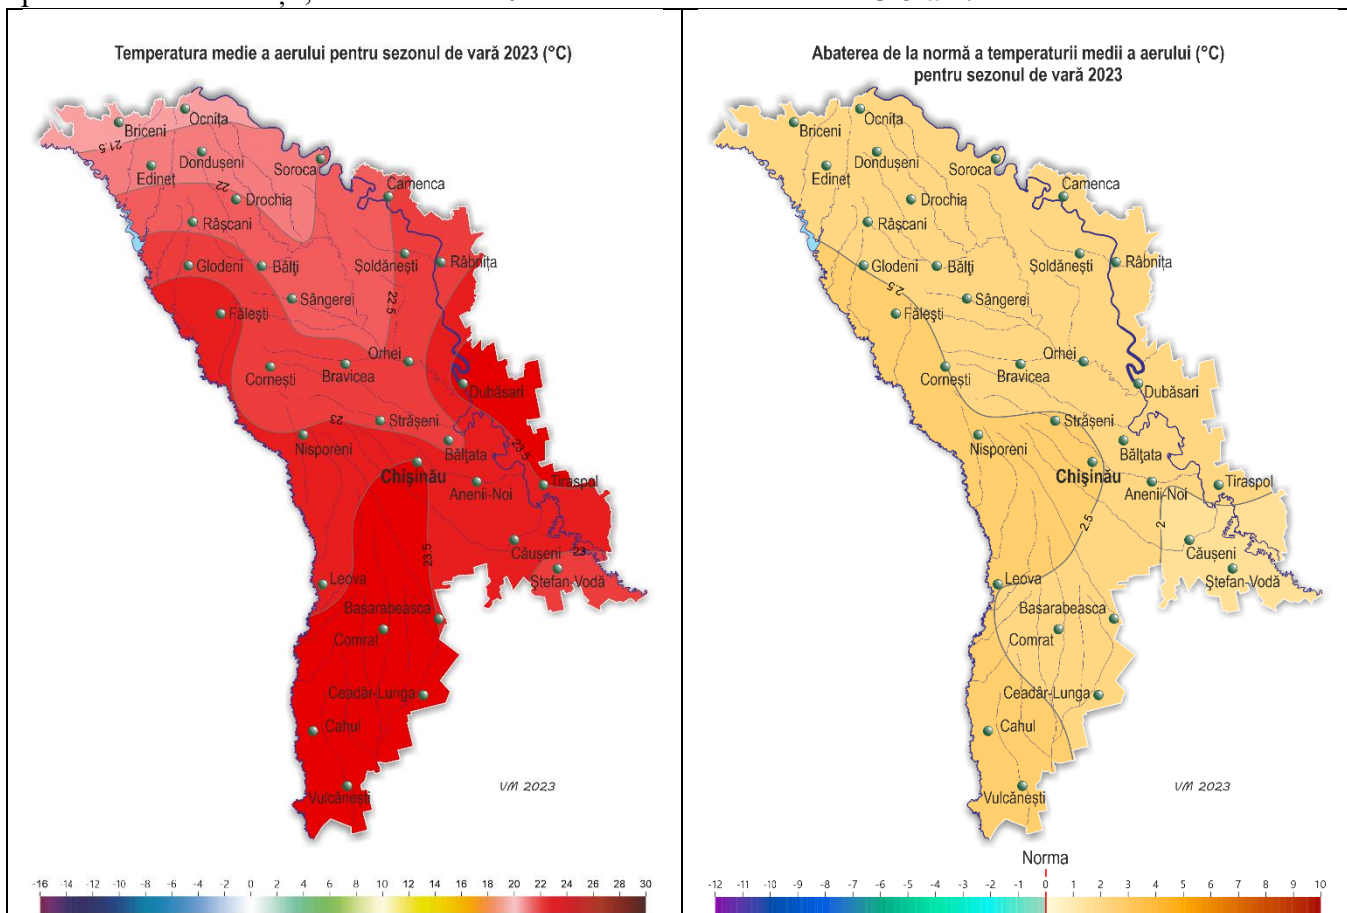 Temperatura medie a aerului pentru sezonul de vară 2023 (°C)
Ocnița
Briceni
21.5
Dondușeni
Soroca
Edineț
Camenca
22
Drochia
Râșcani
Glodeni
Bălți
Șoldănești
Râbnița
Sângerei
22.5
Fălești
Orhei
Cornești
Bravicea
Dubăsari
23
Strășeni
Nisporeni
Bălțata
23.5
Chișinău
Anenii-Noi
Tiraspol
Căușeni
23
Ștefan-Vodă
23.5
Leova
Basarabeasca
Comrat
Ceadâr-Lunga
Cahul
Vulcănești
VM 2023
-16 -14 -12 -10 -8 -6 -4 -2 0 2 4 6 8 10 12 14 16 18 20 22 24 26 28 30
Abaterea de la normă a temperaturii medii a aerului (°C)
pentru sezonul de vară 2023
Ocnița
Briceni
Dondușeni
Soroca
Edineț
Camenca
Drochia
Râșcani
Glodeni
Bălți
Șoldănești
Râbnița
2.5
Sângerei
Fălești
Orhei
Cornești
Bravicea
Dubăsari
Strășeni
Nisporeni
Bălțata
Chișinău
Anenii-Noi
Tiraspol
2.5
2
Căușeni
Ștefan-Vodă
Leova
Basarabeasca
Comrat
Ceadâr-Lunga
Cahul
Vulcănești
VM 2023
Norma
-12 -11 -10 -9 -8 -7 -6 -5 -4 -3 -2 -1 0 1 2 3 4 5 6 7 8 9 10